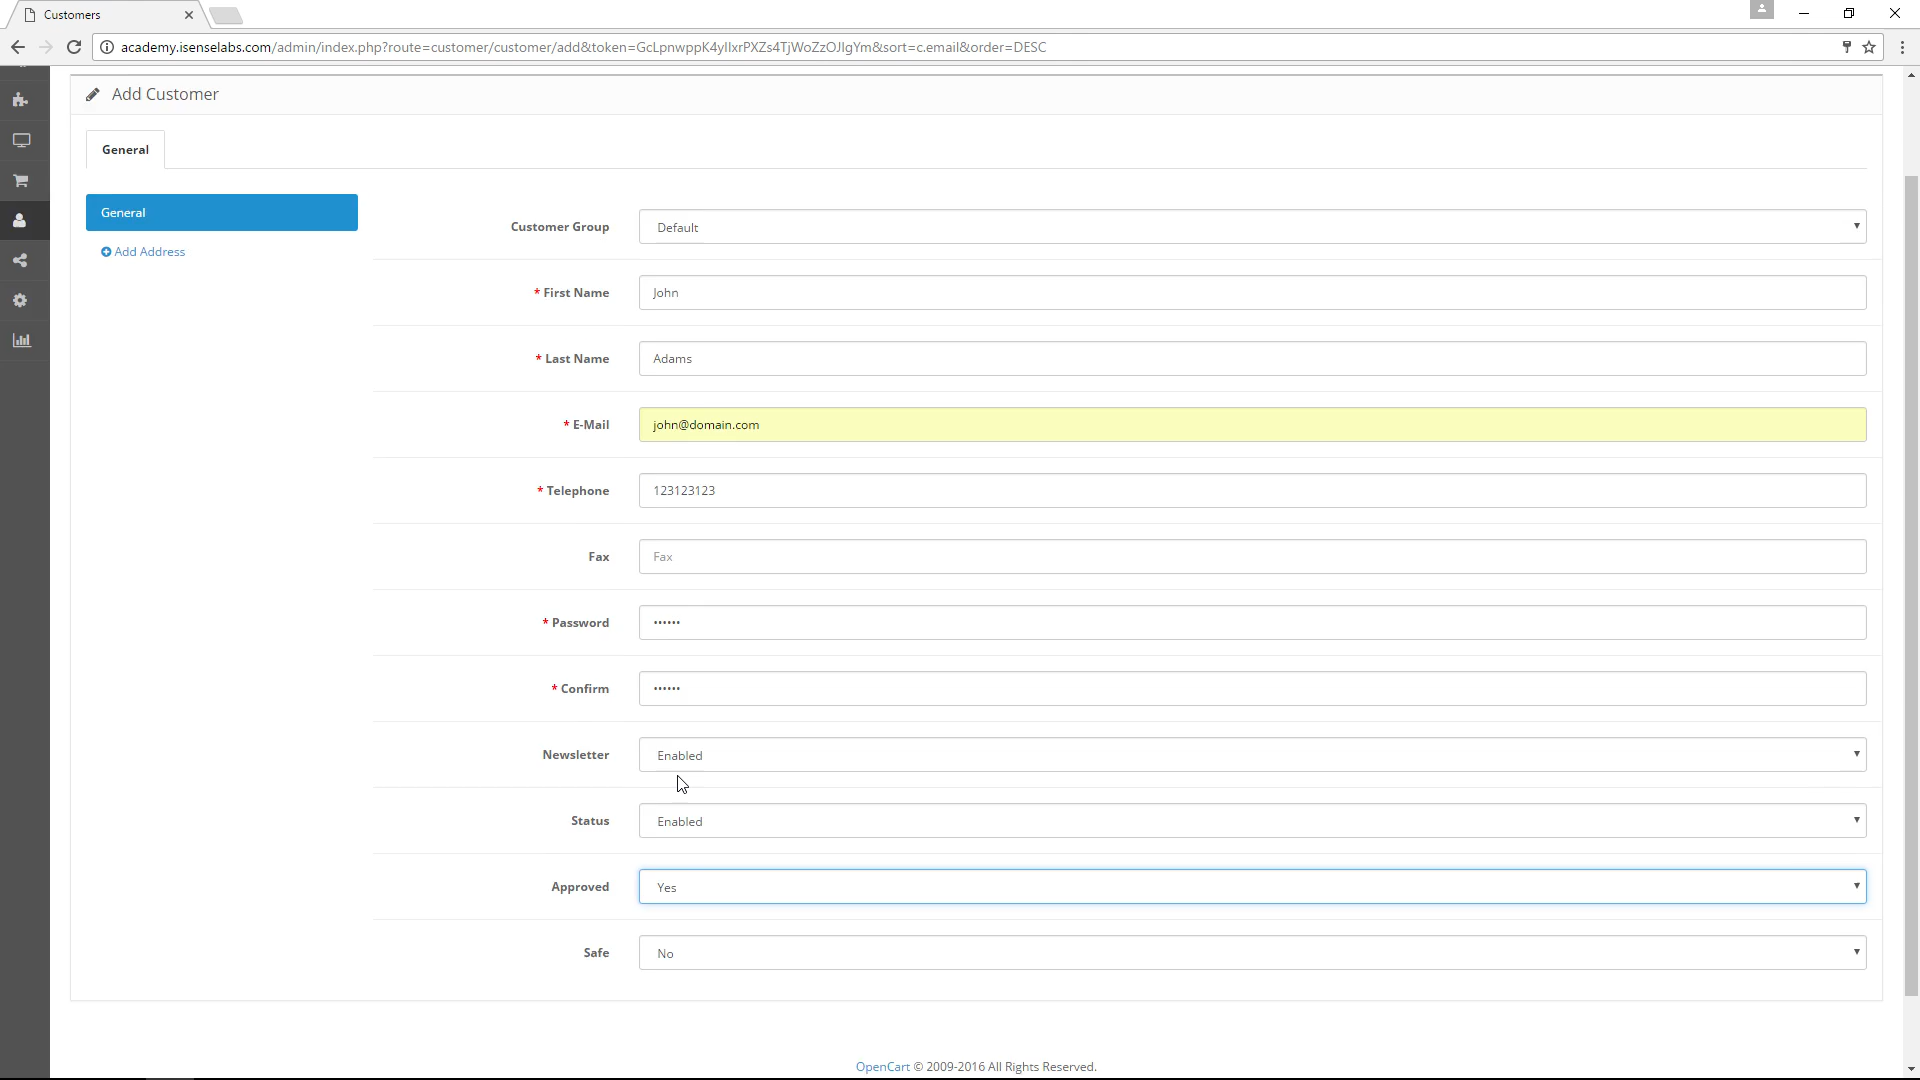 Customers
academy.isenselabs.com/admin/index.php?route=customer/customer/add&token=GcLpnwppK4yIlxrPXZs4TjWoZzOJIgYm&sort=c.email&order=DESC
Add Customer
General
General
Add Address
Customer Group Default
* First Name John
* Last Name Adams
* E-Mail john@domain.com
* Telephone 123123123
Fax Fax
* Password ••••••
* Confirm ••••••
Newsletter Enabled
Status Enabled
Approved Yes
Safe No
OpenCart © 2009-2016 All Rights Reserved.